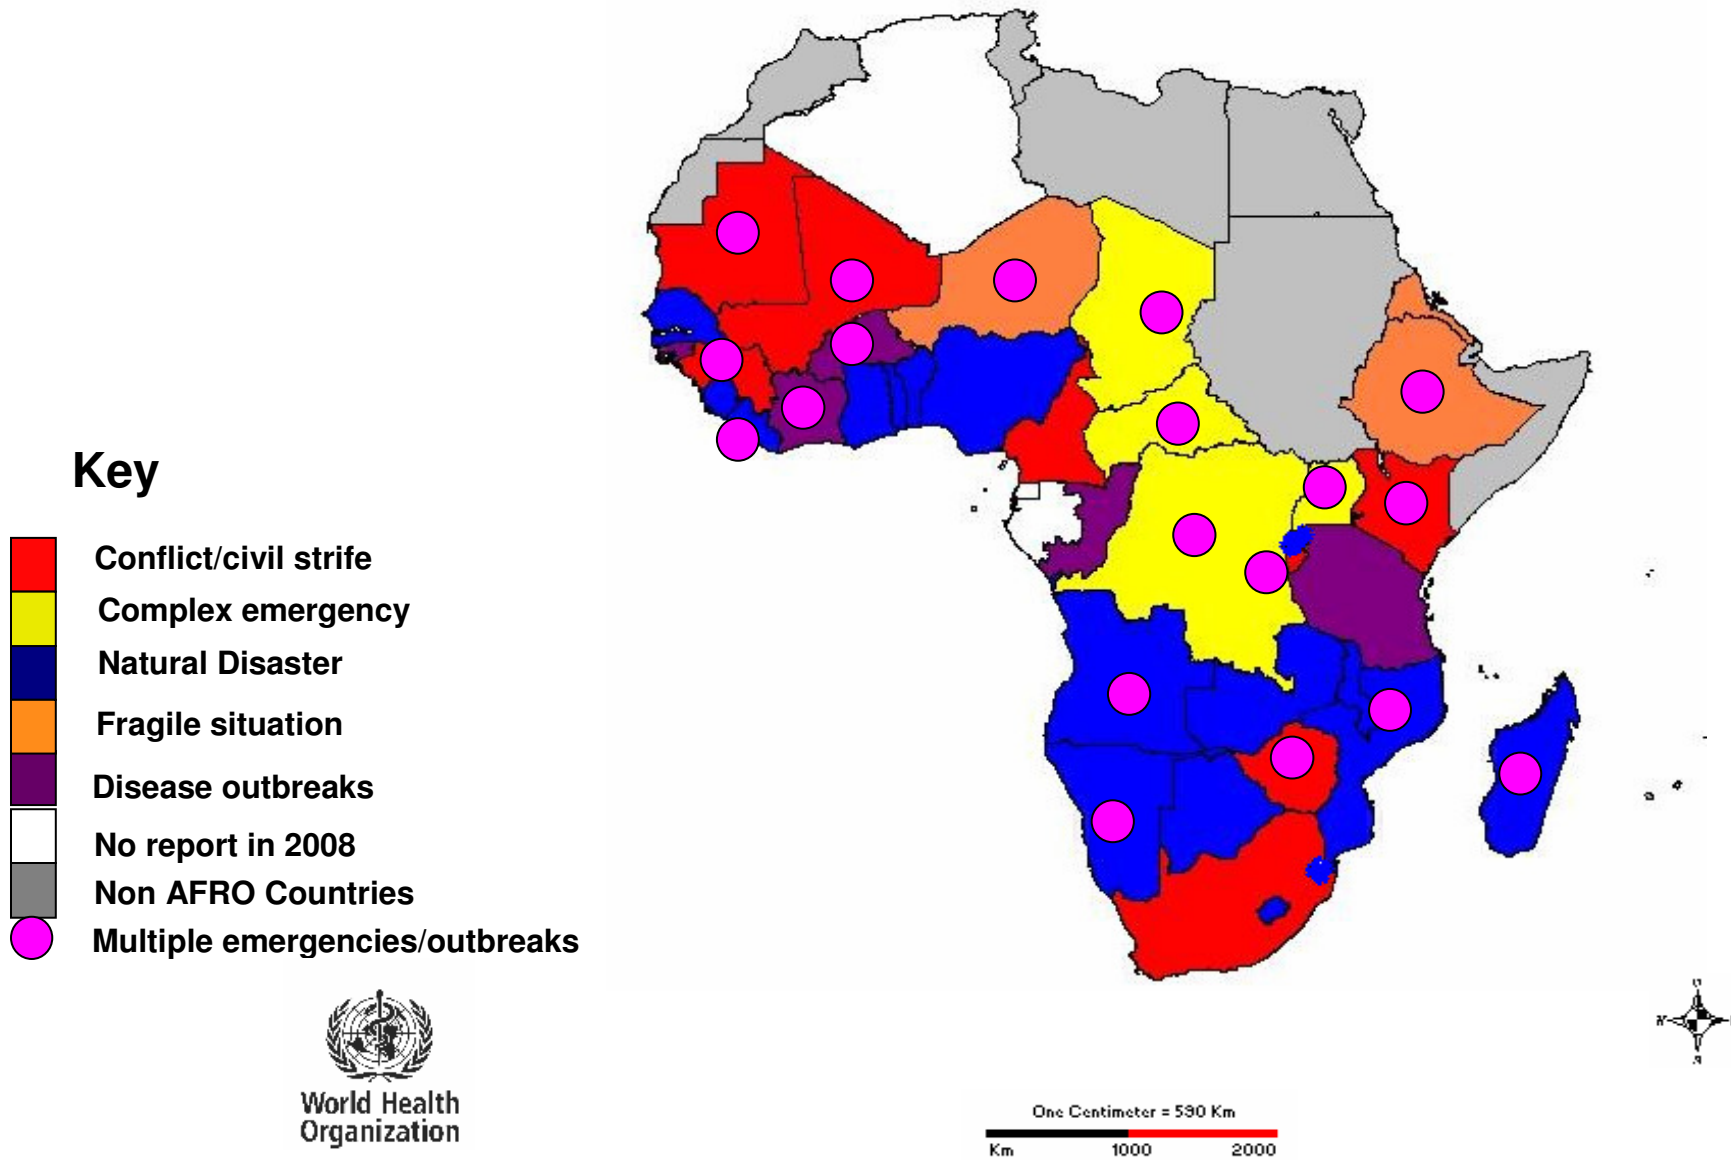 Key
Conflict/civil strife
Complex emergency
Natural Disaster
Fragile situation
Disease outbreaks
No report in 2008
Non AFRO Countries
Multiple emergencies/outbreaks
World Health
Organization
One Centimeter = 590 Km
Km 1000 2000